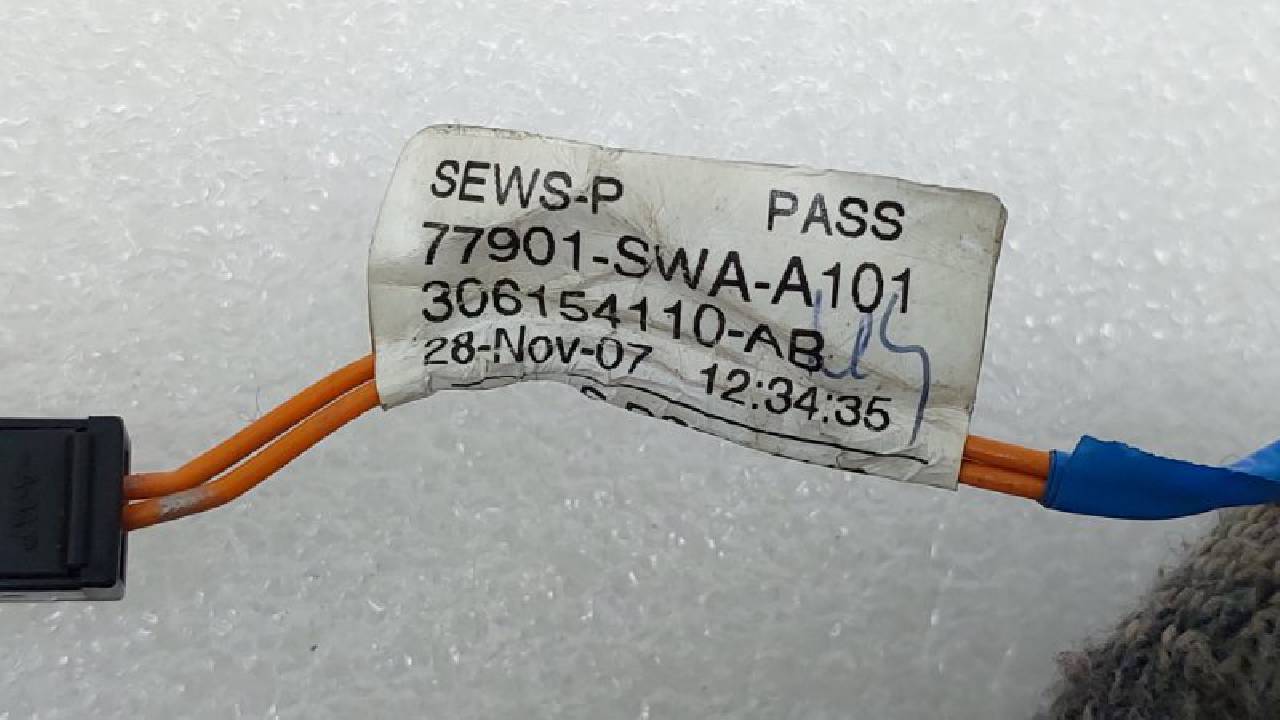 SEWS-P PASS
77901-SWA-A101
306154110-AB
28-Nov-07 12:34:35